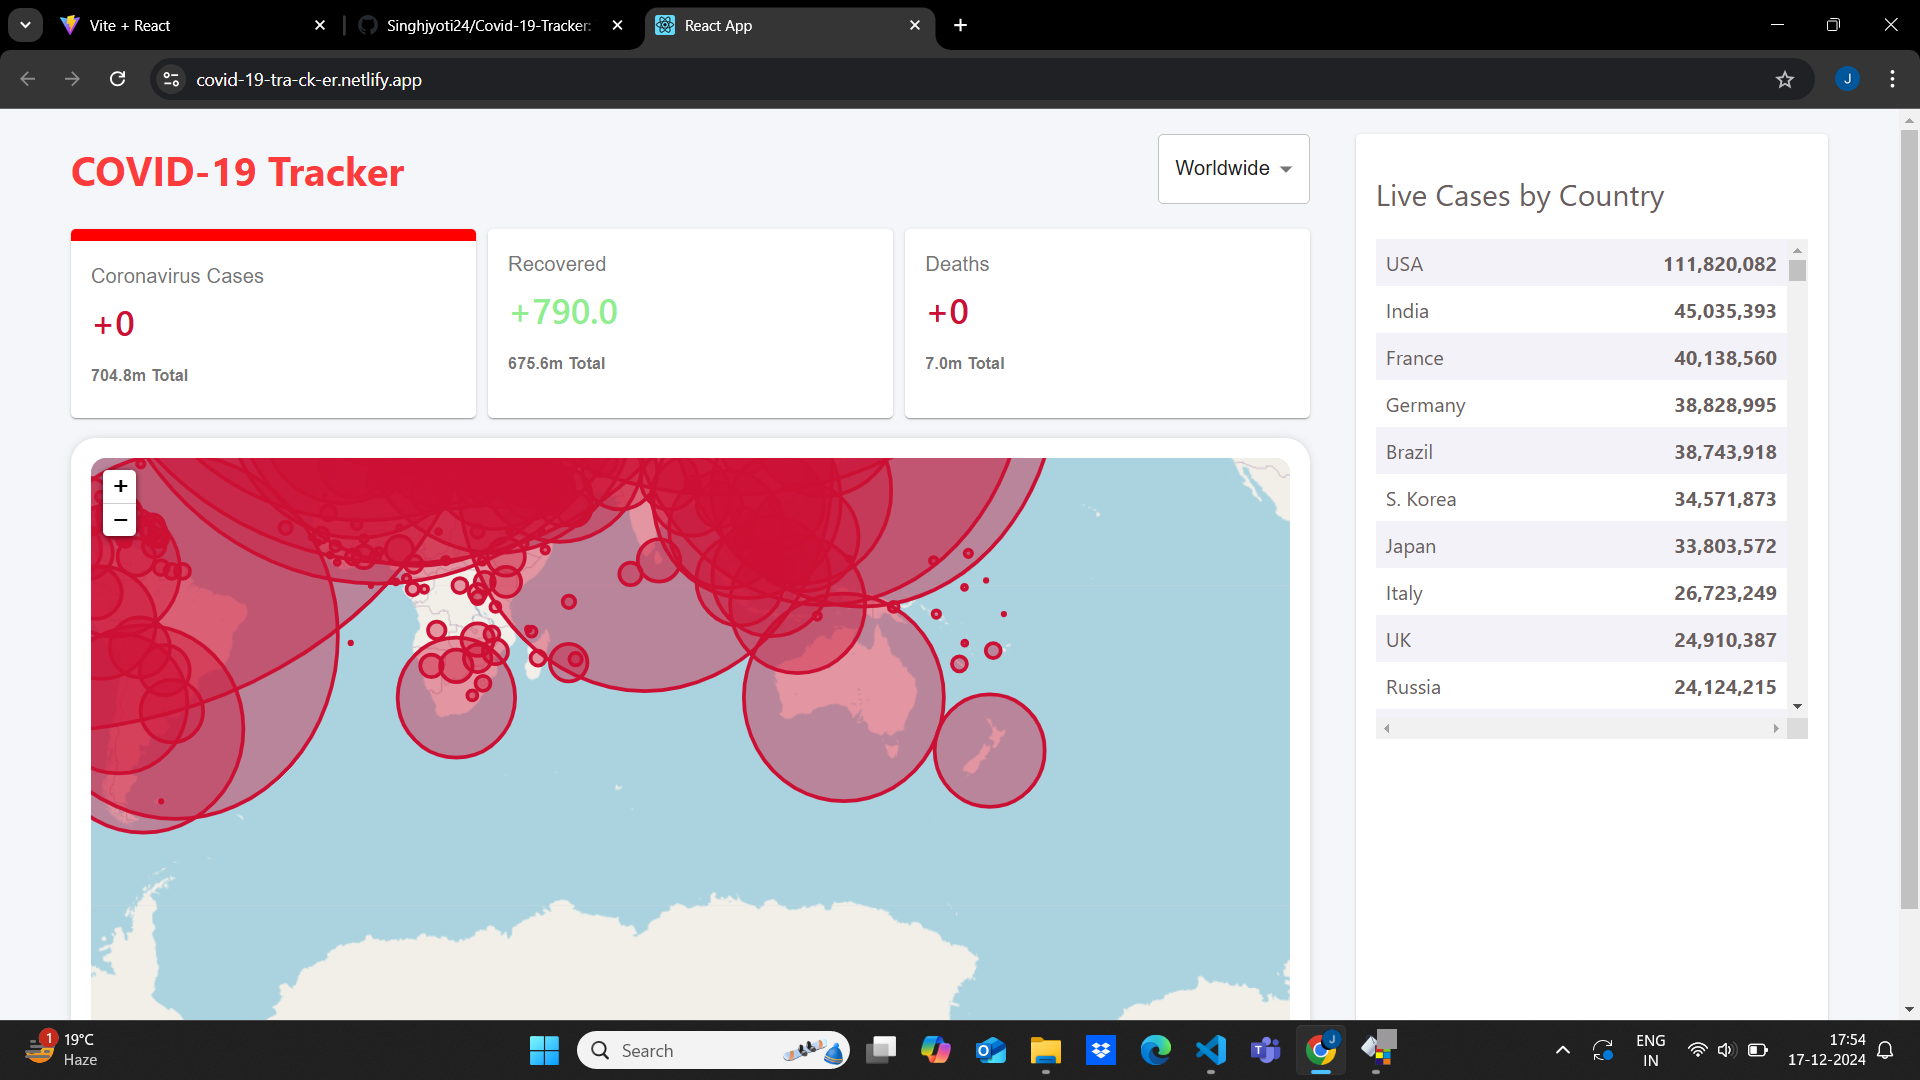 Vite + React
Singhjyoti24/Covid-19-Tracker:
React App
covid-19-tra-ck-er.netlify.app
J
COVID-19 Tracker
Worldwide
Coronavirus Cases
+0
704.8m Total
Recovered
+790.0
675.6m Total
Deaths
+0
7.0m Total
+
−
Live Cases by Country
USA 111,820,082
India 45,035,393
France 40,138,560
Germany 38,828,995
Brazil 38,743,918
S. Korea 34,571,873
Japan 33,803,572
Italy 26,723,249
UK 24,910,387
Russia 24,124,215
1
19°C
Haze
Search
J
ENG
IN
17:54
17-12-2024